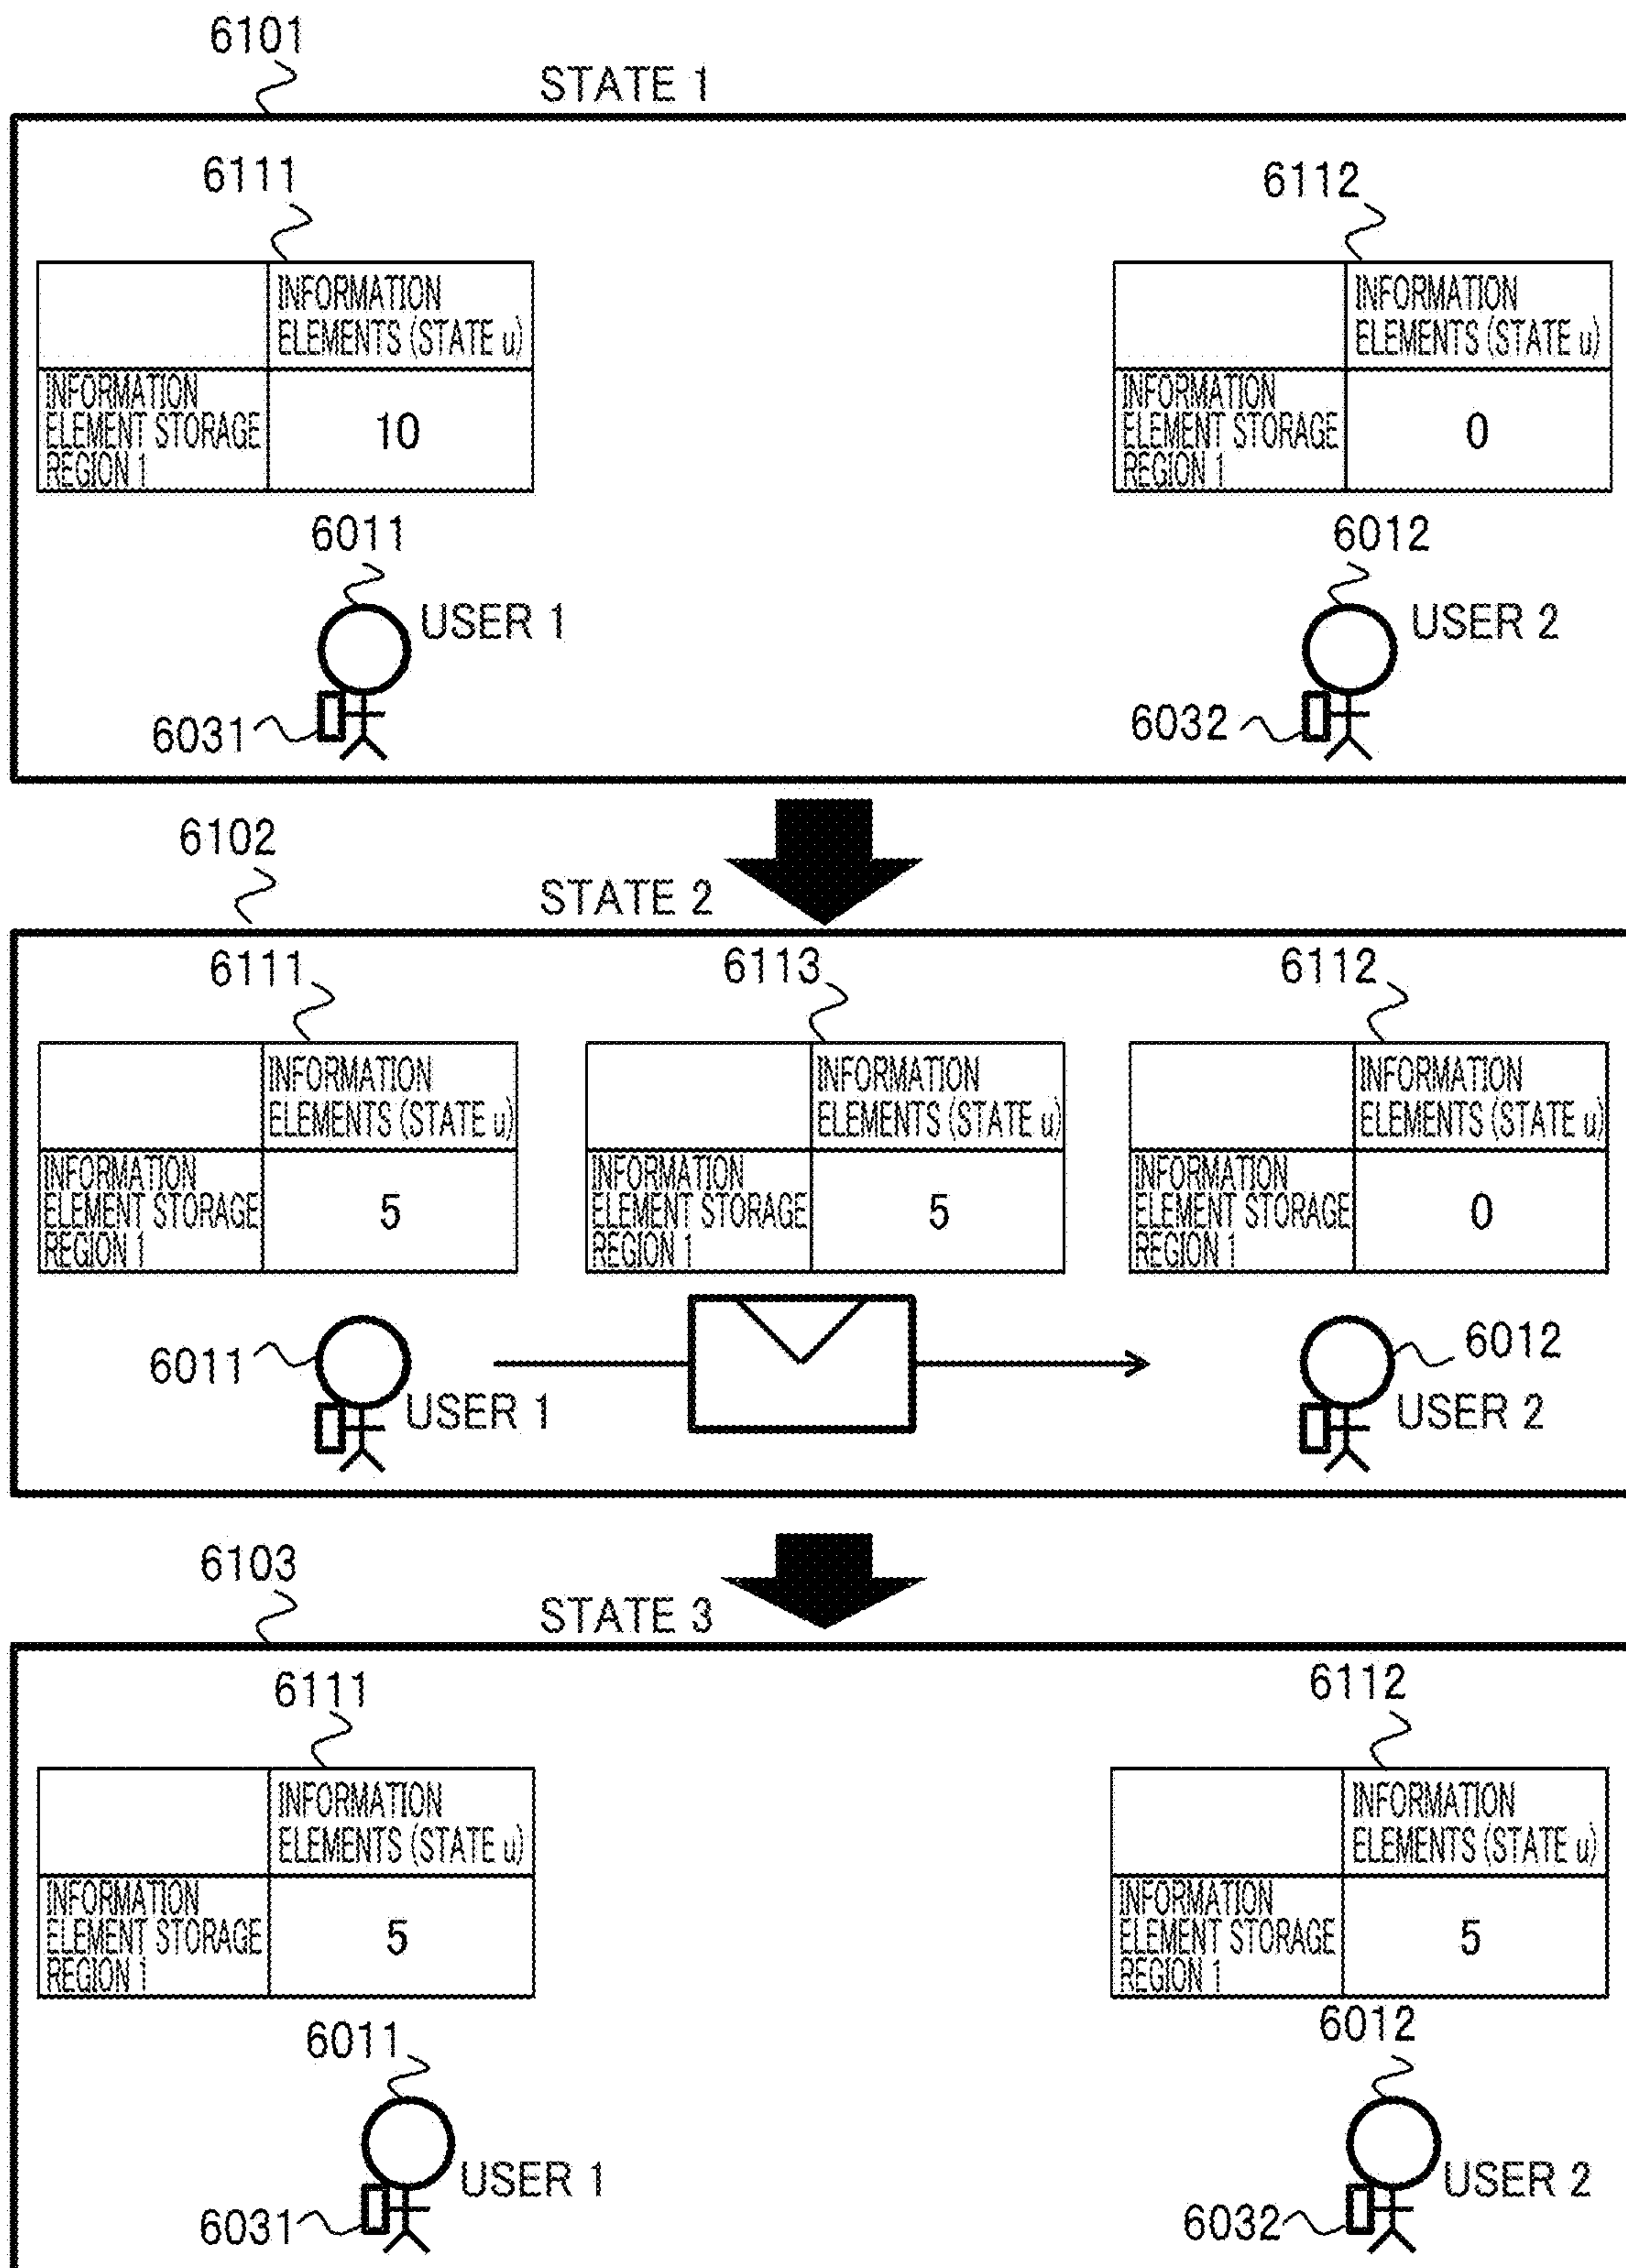 6101
STATE 1
6111
6112
INFORMATION
ELEMENTS (STATE u)
INFORMATION
ELEMENT STORAGE
REGION 1
10
INFORMATION
ELEMENTS (STATE u)
INFORMATION
ELEMENT STORAGE
REGION 1
0
6011
USER 1
6031
6012
USER 2
6032
6102
STATE 2
6111
6113
6112
INFORMATION
ELEMENTS (STATE u)
INFORMATION
ELEMENT STORAGE
REGION 1
5
INFORMATION
ELEMENTS (STATE u)
INFORMATION
ELEMENT STORAGE
REGION 1
5
INFORMATION
ELEMENTS (STATE u)
INFORMATION
ELEMENT STORAGE
REGION 1
0
6011
USER 1
6012
USER 2
6103
STATE 3
6111
6112
INFORMATION
ELEMENTS (STATE u)
INFORMATION
ELEMENT STORAGE
REGION 1
5
INFORMATION
ELEMENTS (STATE u)
INFORMATION
ELEMENT STORAGE
REGION 1
5
6011
USER 1
6031
6012
USER 2
6032